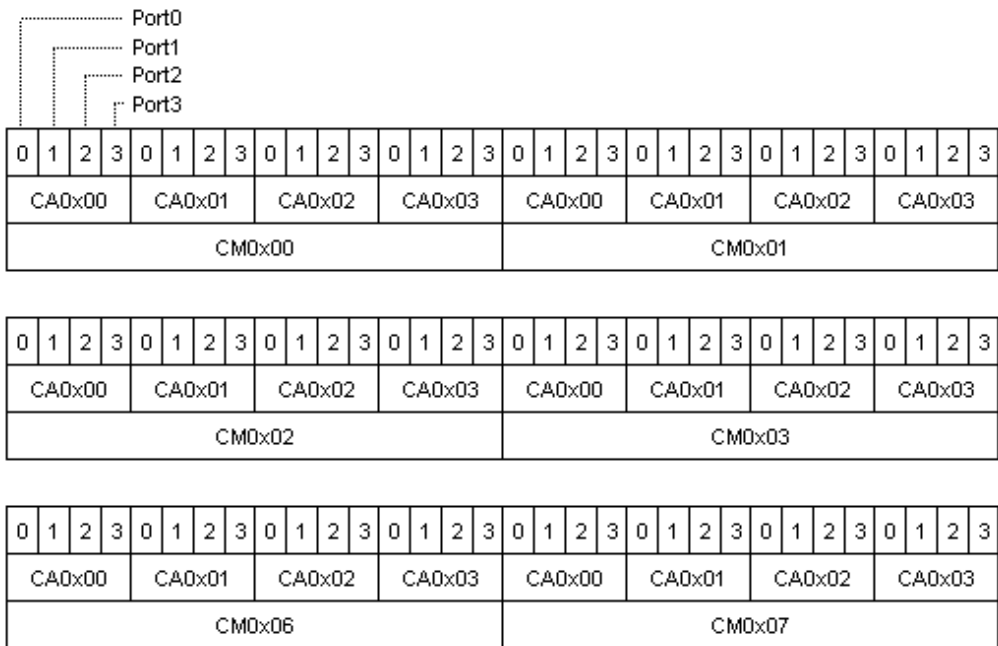 Port0
Port1
Port2
Port3
0 1 2 3 0 1 2 3 0 1 2 3 0 1 2 3 0 1 2 3 0 1 2 3 0 1 2 3 0 1 2 3
CA0x00 CA0x01 CA0x02 CA0x03 CA0x00 CA0x01 CA0x02 CA0x03
CM0x00 CM0x01
0 1 2 3 0 1 2 3 0 1 2 3 0 1 2 3 0 1 2 3 0 1 2 3 0 1 2 3 0 1 2 3
CA0x00 CA0x01 CA0x02 CA0x03 CA0x00 CA0x01 CA0x02 CA0x03
CM0x02 CM0x03
0 1 2 3 0 1 2 3 0 1 2 3 0 1 2 3 0 1 2 3 0 1 2 3 0 1 2 3 0 1 2 3
CA0x00 CA0x01 CA0x02 CA0x03 CA0x00 CA0x01 CA0x02 CA0x03
CM0x06 CM0x07